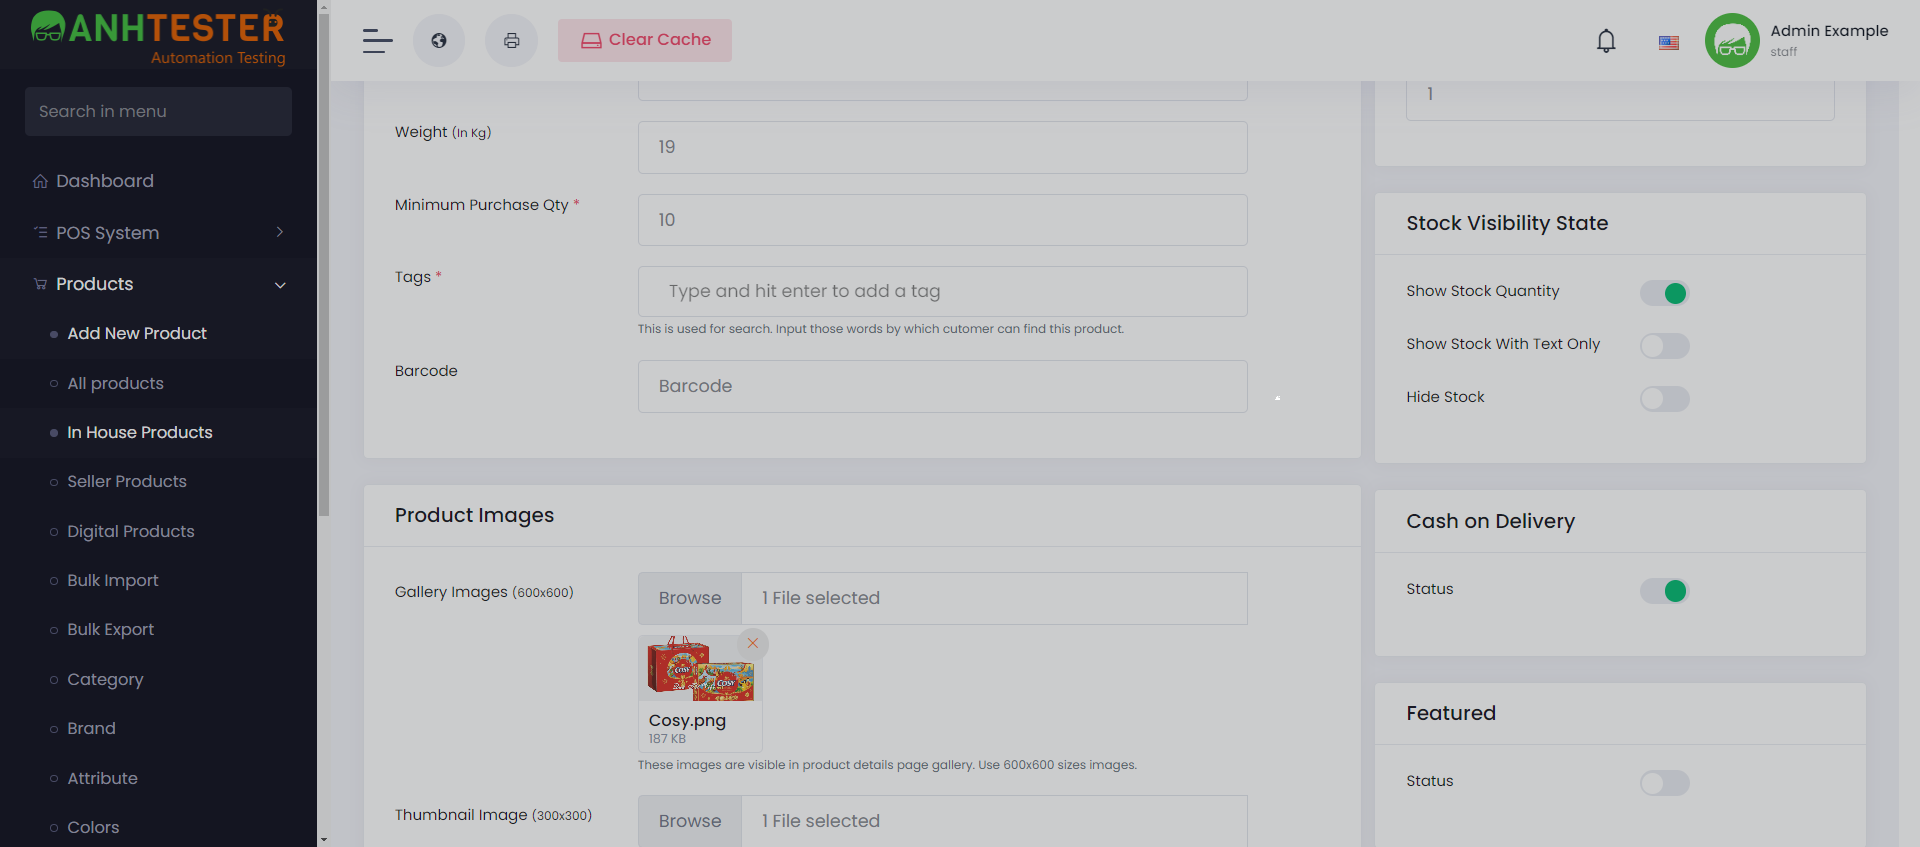 ANHTESTER
Automation Testing
Search in menu
Dashboard
POS System
Products
Add New Product
All products
In House Products
Seller Products
Digital Products
Bulk Import
Bulk Export
Category
Brand
Attribute
Colors
Clear Cache
Admin Example
staff
Weight (In Kg)
19
Minimum Purchase Qty *
10
Tags *
Type and hit enter to add a tag
This is used for search. Input those words by which cutomer can find this product.
Barcode
Barcode
Product Images
Gallery Images (600x600)
Browse
1 File selected
COSY
COSY
Cosy.png
187 KB
These images are visible in product details page gallery. Use 600x600 sizes images.
Thumbnail Image (300x300)
Browse
1 File selected
1
Stock Visibility State
Show Stock Quantity
Show Stock With Text Only
Hide Stock
Cash on Delivery
Status
Featured
Status